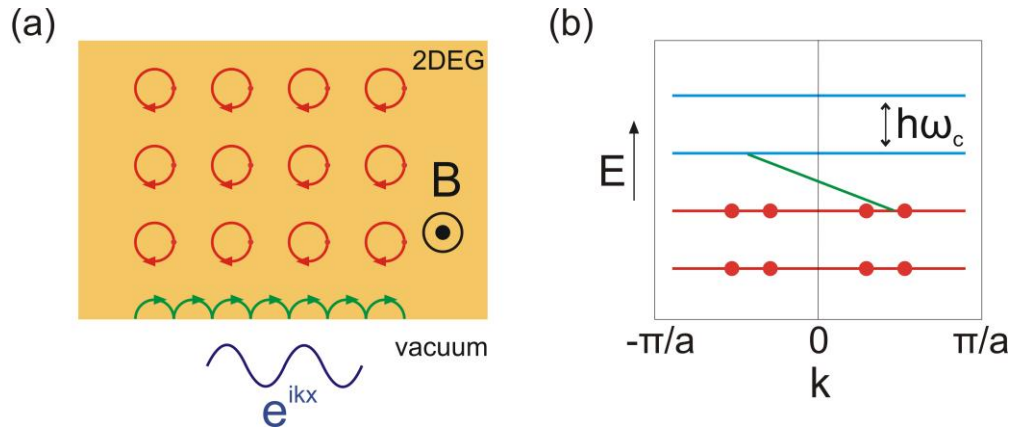 (a)
2DEG
B
vacuum
e^ikx
(b)
E
hω_c
-π/a 0 π/a
k